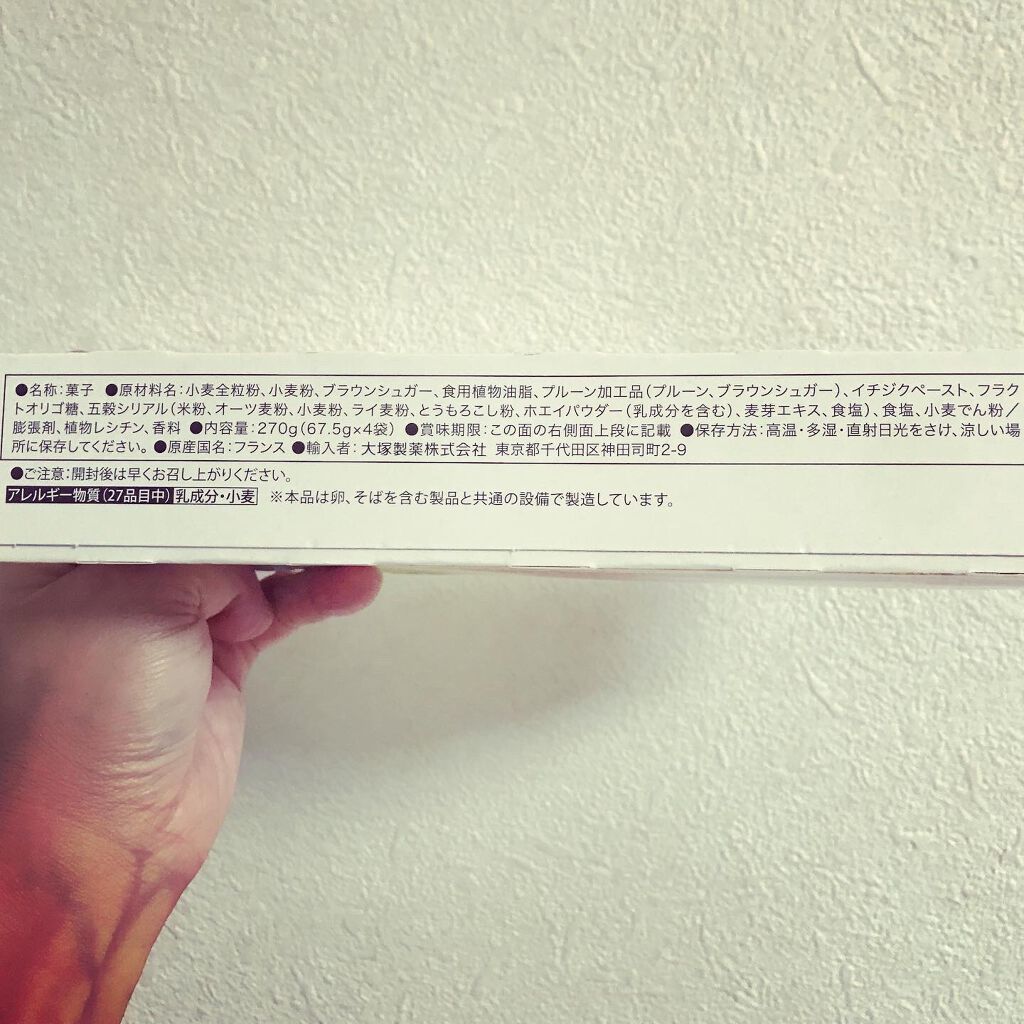 ●名称:菓子 ●原材料名:小麦全粒粉、小麦粉、ブラウンシュガー、食用植物油脂、プルーン加工品(プルーン、ブラウンシュガー)、イチジクペースト、フラク
トオリゴ糖、五穀シリアル(米粉、オーツ麦粉、小麦粉、ライ麦粉、とうもろこし粉、ホエイパウダー(乳成分を含む)、麦芽エキス、食塩)、食塩、小麦でん粉/
膨張剤、植物レシチン、香料 ●内容量:270g(67.5g×4袋) ●賞味期限:この面の右側面上段に記載 ●保存方法:高温・多湿・直射日光をさけ、涼しい場
所に保存してください。 ●原産国名:フランス ●輸入者:大塚製薬株式会社 東京都千代田区神田司町2-9
●ご注意:開封後は早くお召し上がりください。
アレルギー物質(27品目中) 乳成分・小麦 ※本品は卵、そばを含む製品と共通の設備で製造しています。